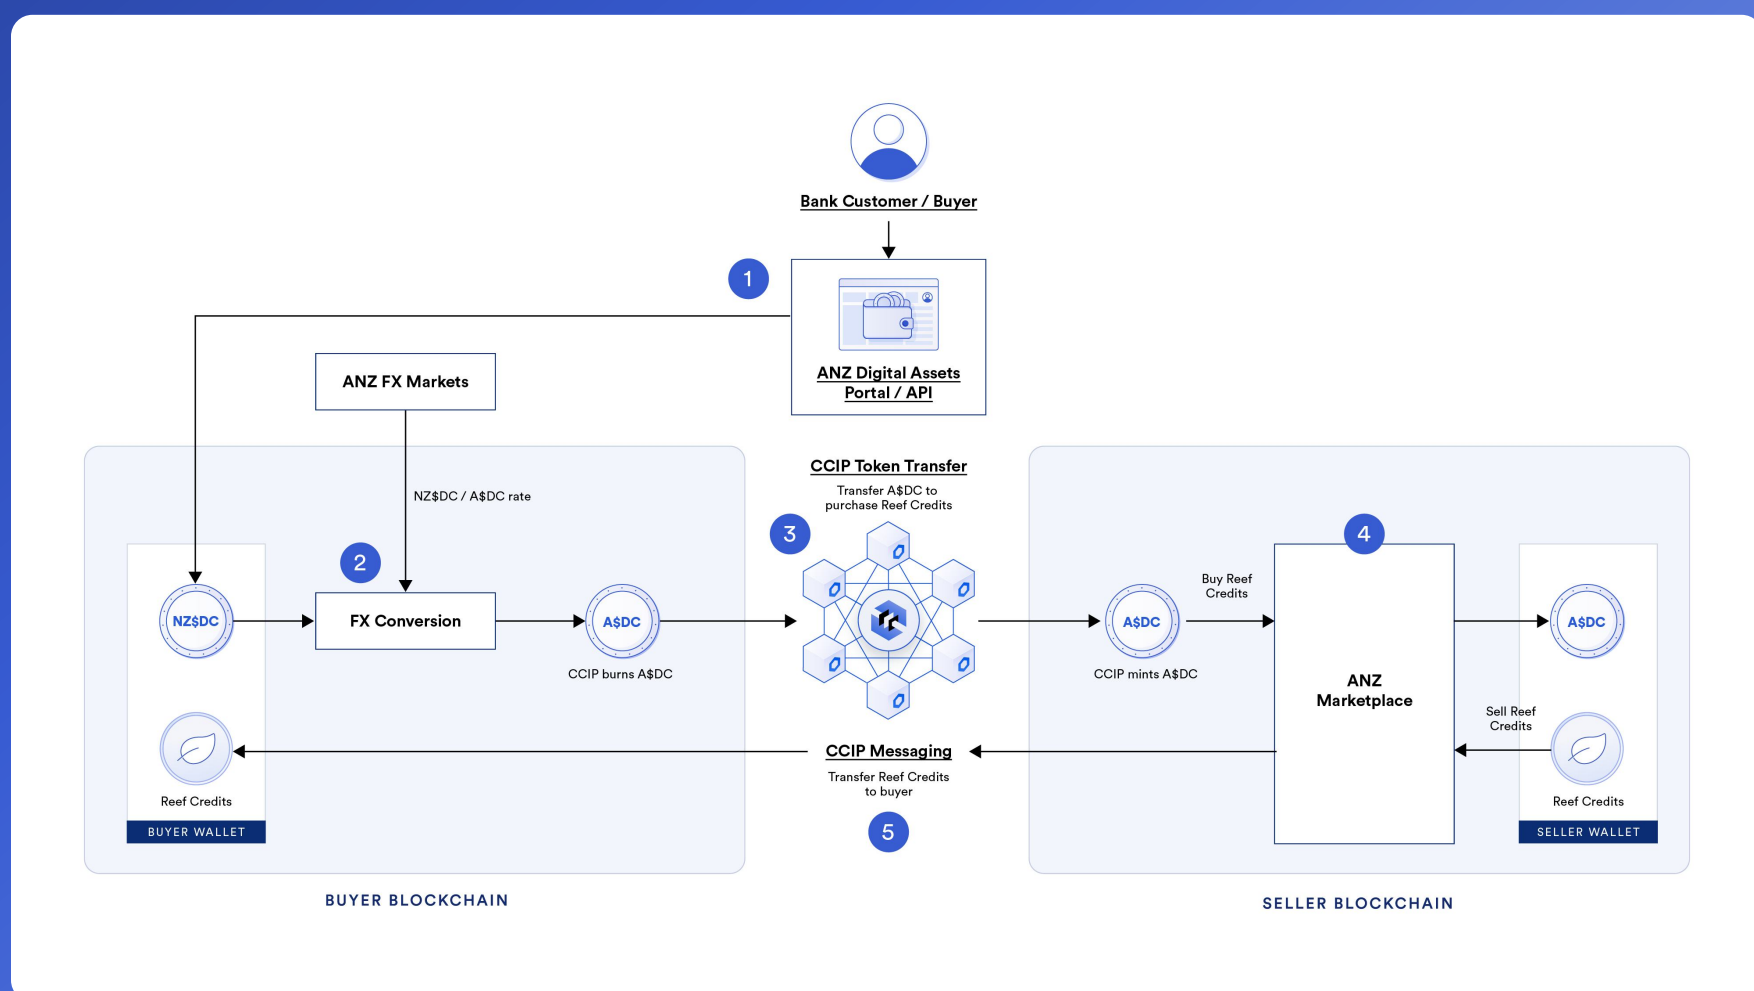 Bank Customer / Buyer
1
ANZ Digital Assets
Portal / API
ANZ FX Markets
NZ$DC / A$DC rate
2
NZ$DC
FX Conversion
A$DC
CCIP burns A$DC
CCIP Token Transfer
Transfer A$DC to
purchase Reef Credits
3
A$DC
CCIP mints A$DC
Buy Reef
Credits
4
ANZ
Marketplace
A$DC
Sell Reef
Credits
Reef Credits
SELLER WALLET
CCIP Messaging
Transfer Reef Credits
to buyer
5
Reef Credits
BUYER WALLET
BUYER BLOCKCHAIN
SELLER BLOCKCHAIN